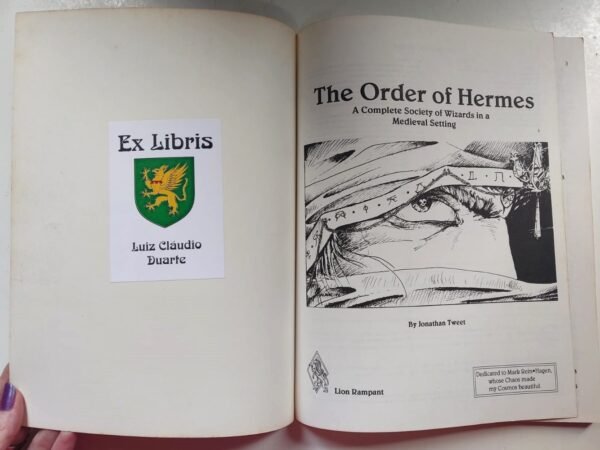 Ex Libris
Luiz Cláudio
Duarte
The Order of Hermes
A Complete Society of Wizards in a
Medieval Setting
By Jonathan Tweet
Lion Rampant
Dedicated to Mark Rein•Hagen,
whose Chaos made
my Cosmos beautiful.